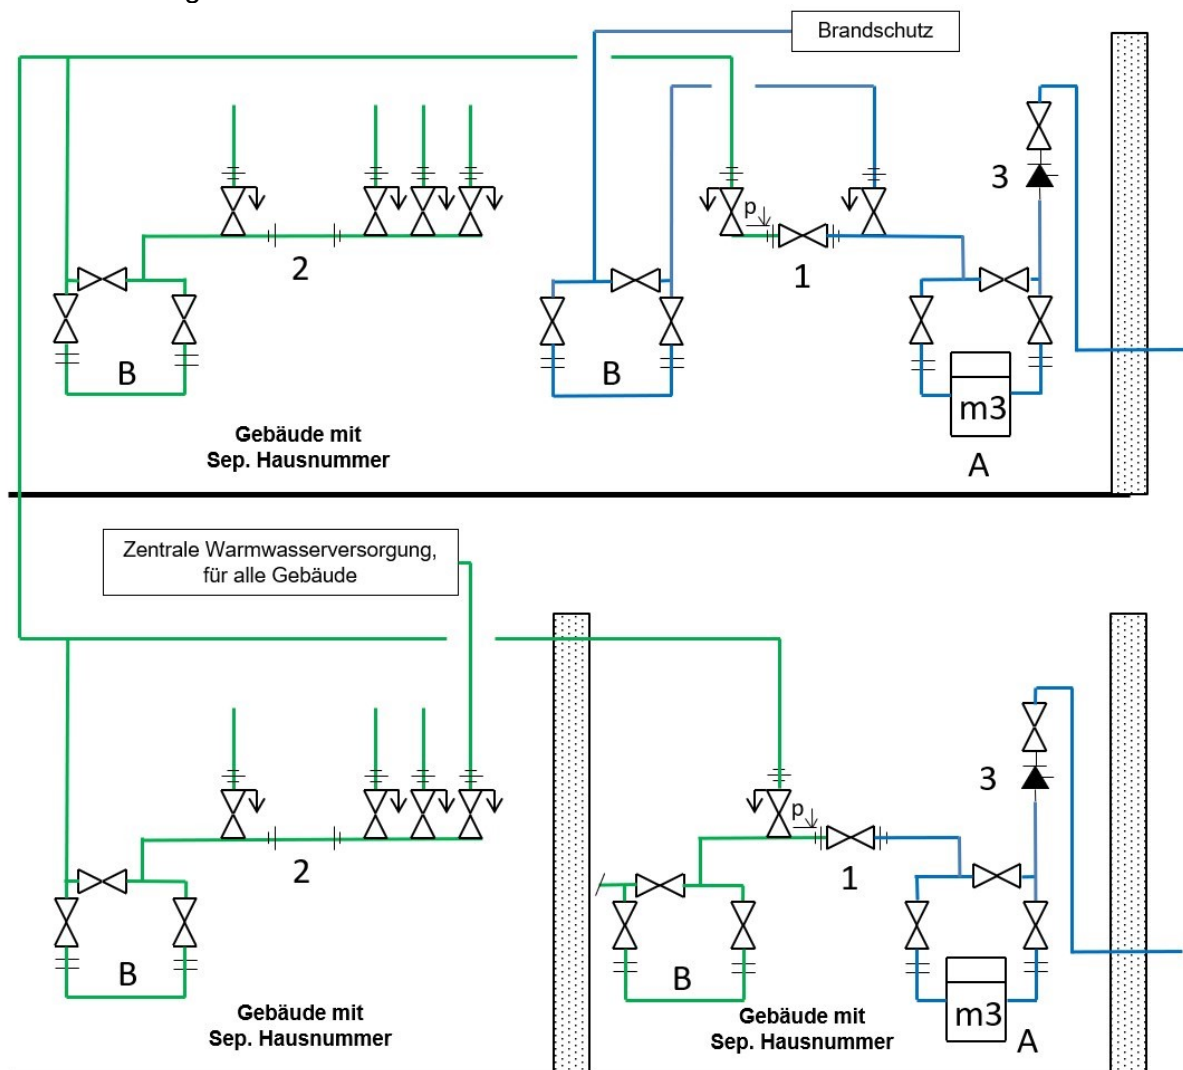 Brandschutz
3
p
2
1
B
B
m3
A
Gebäude mit
Sep. Hausnummer
Zentrale Warmwasserversorgung,
für alle Gebäude
3
p
2
1
B
B
m3
A
Gebäude mit
Sep. Hausnummer
Gebäude mit
Sep. Hausnummer